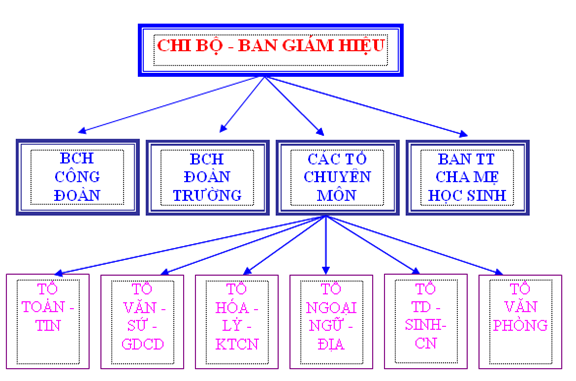 CHI BỘ - BAN GIÁM HIỆU
BCH
CÔNG
ĐOÀN
BCH
ĐOÀN
TRƯỜNG
CÁC TỔ
CHUYÊN
MÔN
BAN TT
CHA MẸ
HỌC SINH
TỔ
TOÁN -
TIN
TỔ
VĂN -
SỬ -
GDCD
TỔ
HÓA -
LÝ -
KTCN
TỔ
NGOẠI
NGỮ -
ĐỊA
TỔ
TD -
SINH-
CN
TỔ
VĂN
PHÒNG